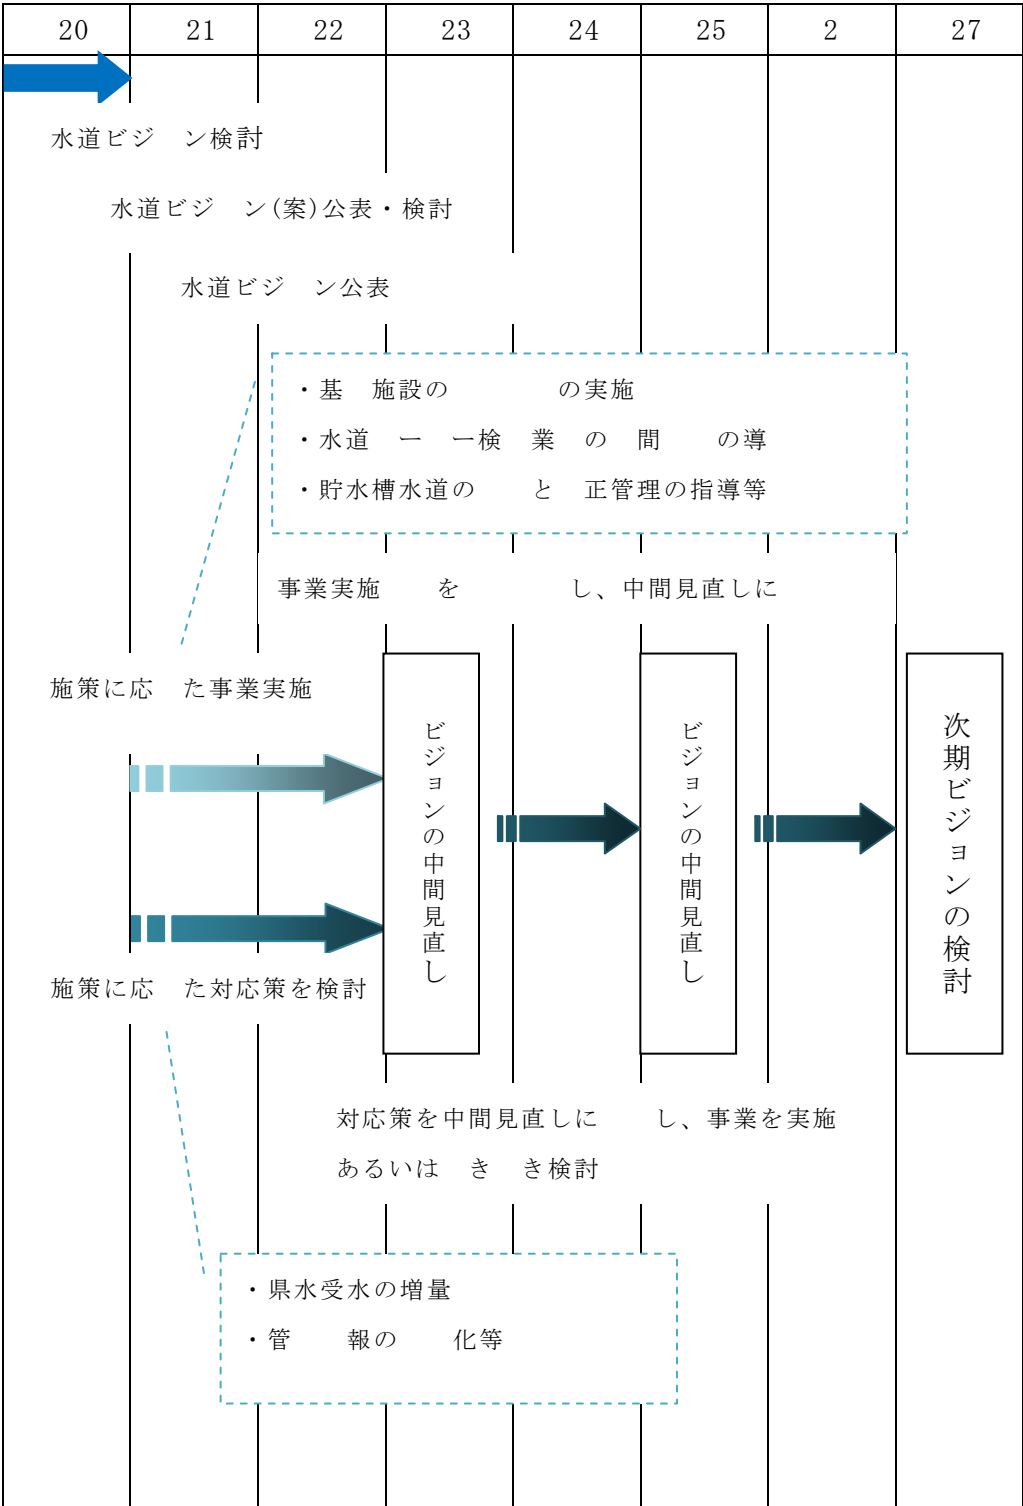 20 21 22 23 24 25 2 27
水道ビジ ン検討
水道ビジ ン(案)公表・検討
水道ビジ ン公表
・基 施設の の実施
・水道 ー ー検 業 の 間 の導
・貯水槽水道の と 正管理の指導等
事業実施 を し、中間見直しに
施策に応 た事業実施
ビジョンの中間見直し
ビジョンの中間見直し
次期ビジョンの検討
施策に応 た対応策を検討
対応策を中間見直しに し、事業を実施
あるいは き き検討
・県水受水の増量
・管 報の 化等